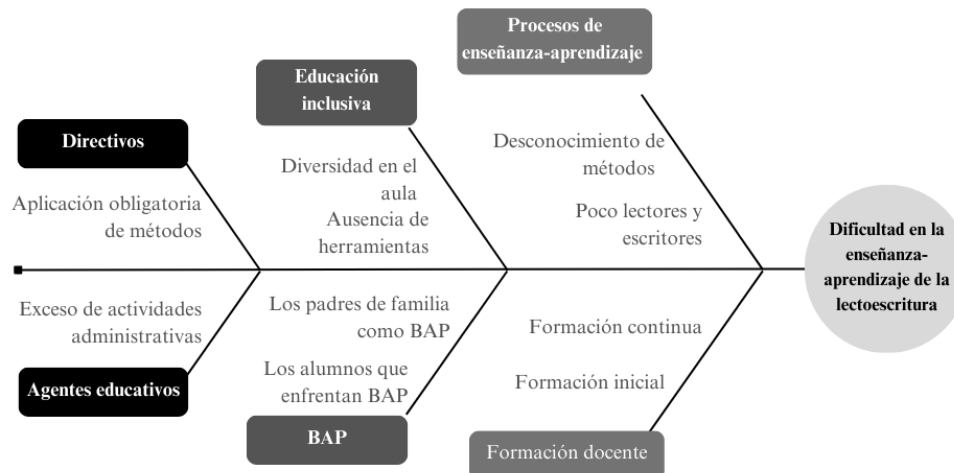 Procesos de
enseñanza-aprendizaje
Educación
inclusiva
Directivos
Desconocimiento de
métodos
Diversidad en el
aula
Ausencia de
herramientas
Aplicación obligatoria
de métodos
Poco lectores y
escritores
Dificultad en la
enseñanza-
aprendizaje de la
lectoescritura
Exceso de actividades
administrativas
Los padres de familia
como BAP
Formación continua
Los alumnos que
enfrentan BAP
Formación inicial
Agentes educativos
BAP
Formación docente